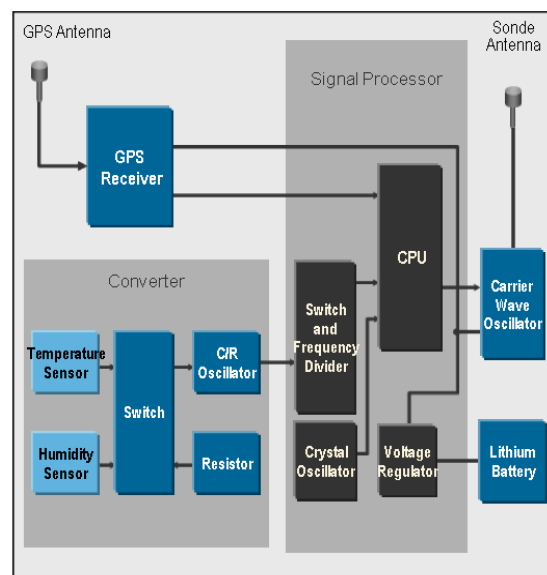 GPS Antenna
Sonde
Antenna
Signal Processor
GPS
Receiver
CPU
Converter
Carrier
Wave
Oscillator
Switch
and
Frequency
Divider
Temperature
Sensor
C/R
Oscillator
Switch
Humidity
Sensor
Resistor
Crystal
Oscillator
Voltage
Regulator
Lithium
Battery